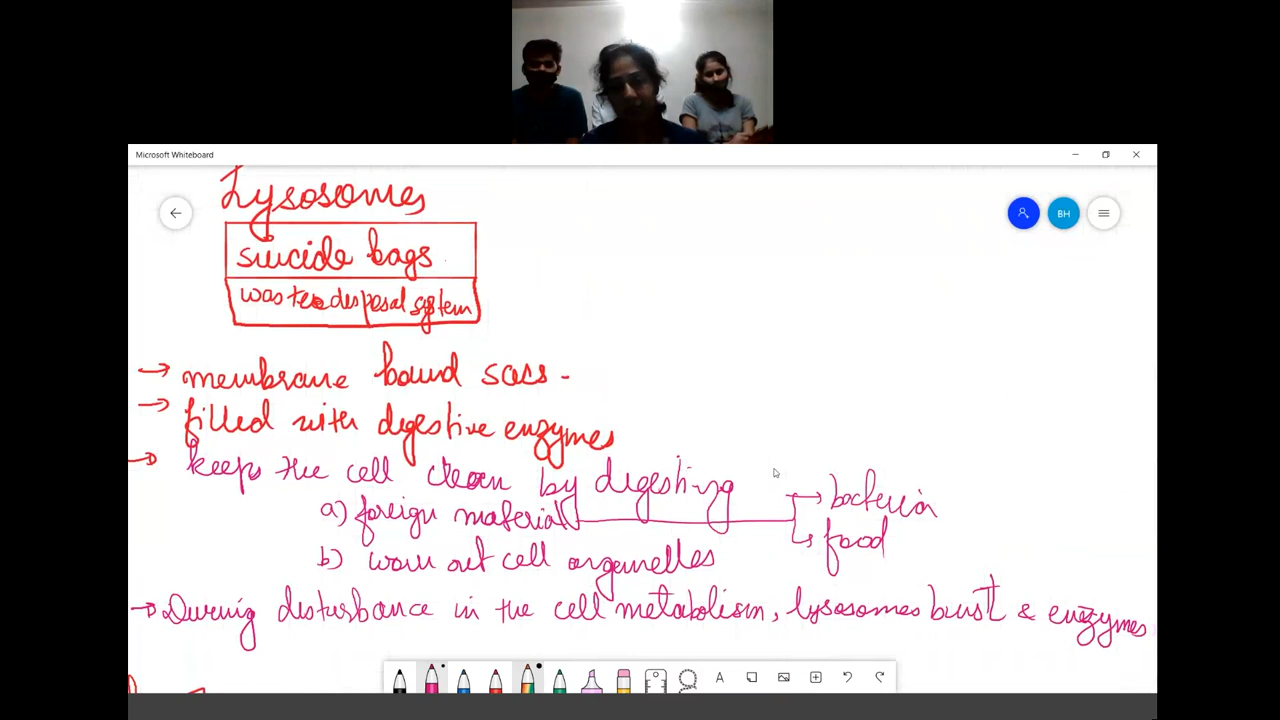 Microsoft Whiteboard
BH
Lysosomes
suicide bags
waste disposal system
→ membrane bound sacs.
→ filled with digestive enzymes
→ keeps the cell clean by digesting
a) foreign material → bacteria
→ food
b) worn out cell organelles
→ During disturbance in the cell metabolism, lysosomes burst & enzymes
A